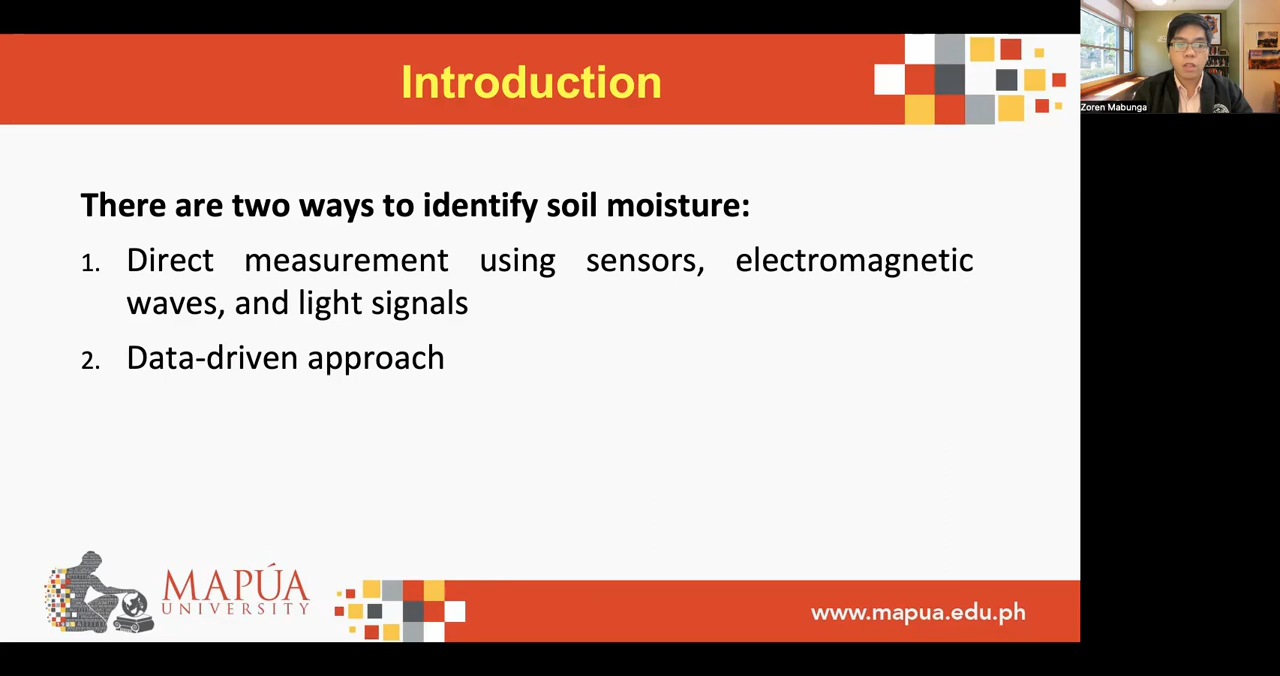 Introduction
Zoren Mabunga
There are two ways to identify soil moisture:
1. Direct measurement using sensors, electromagnetic
waves, and light signals
2. Data-driven approach
MAPÚA
UNIVERSITY
www.mapua.edu.ph